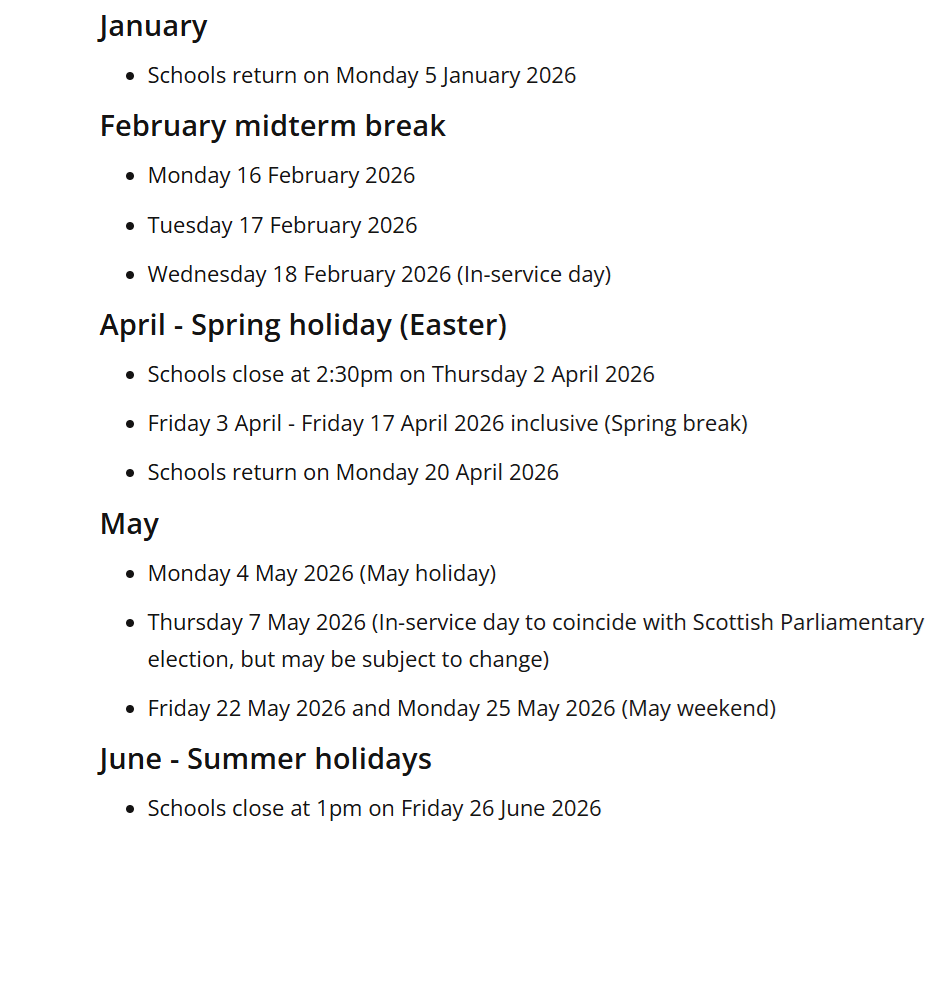 January
Schools return on Monday 5 January 2026
February midterm break
Monday 16 February 2026
Tuesday 17 February 2026
Wednesday 18 February 2026 (In-service day)
April - Spring holiday (Easter)
Schools close at 2:30pm on Thursday 2 April 2026
Friday 3 April - Friday 17 April 2026 inclusive (Spring break)
Schools return on Monday 20 April 2026
May
Monday 4 May 2026 (May holiday)
Thursday 7 May 2026 (In-service day to coincide with Scottish Parliamentary
election, but may be subject to change)
Friday 22 May 2026 and Monday 25 May 2026 (May weekend)
June - Summer holidays
Schools close at 1pm on Friday 26 June 2026